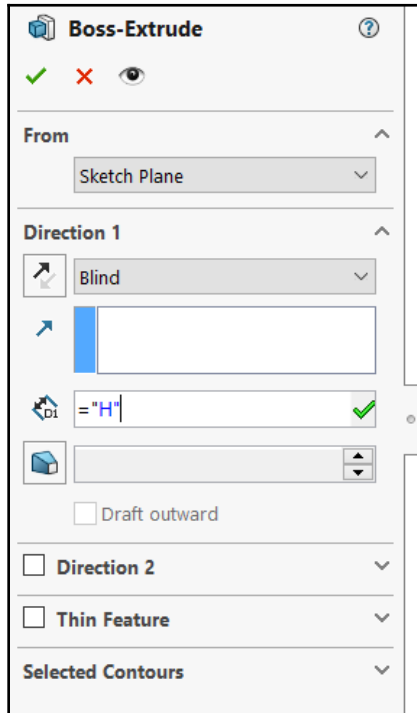 Boss-Extrude
From
Sketch Plane
Direction 1
Blind
D1
="H"
Draft outward
Direction 2
Thin Feature
Selected Contours